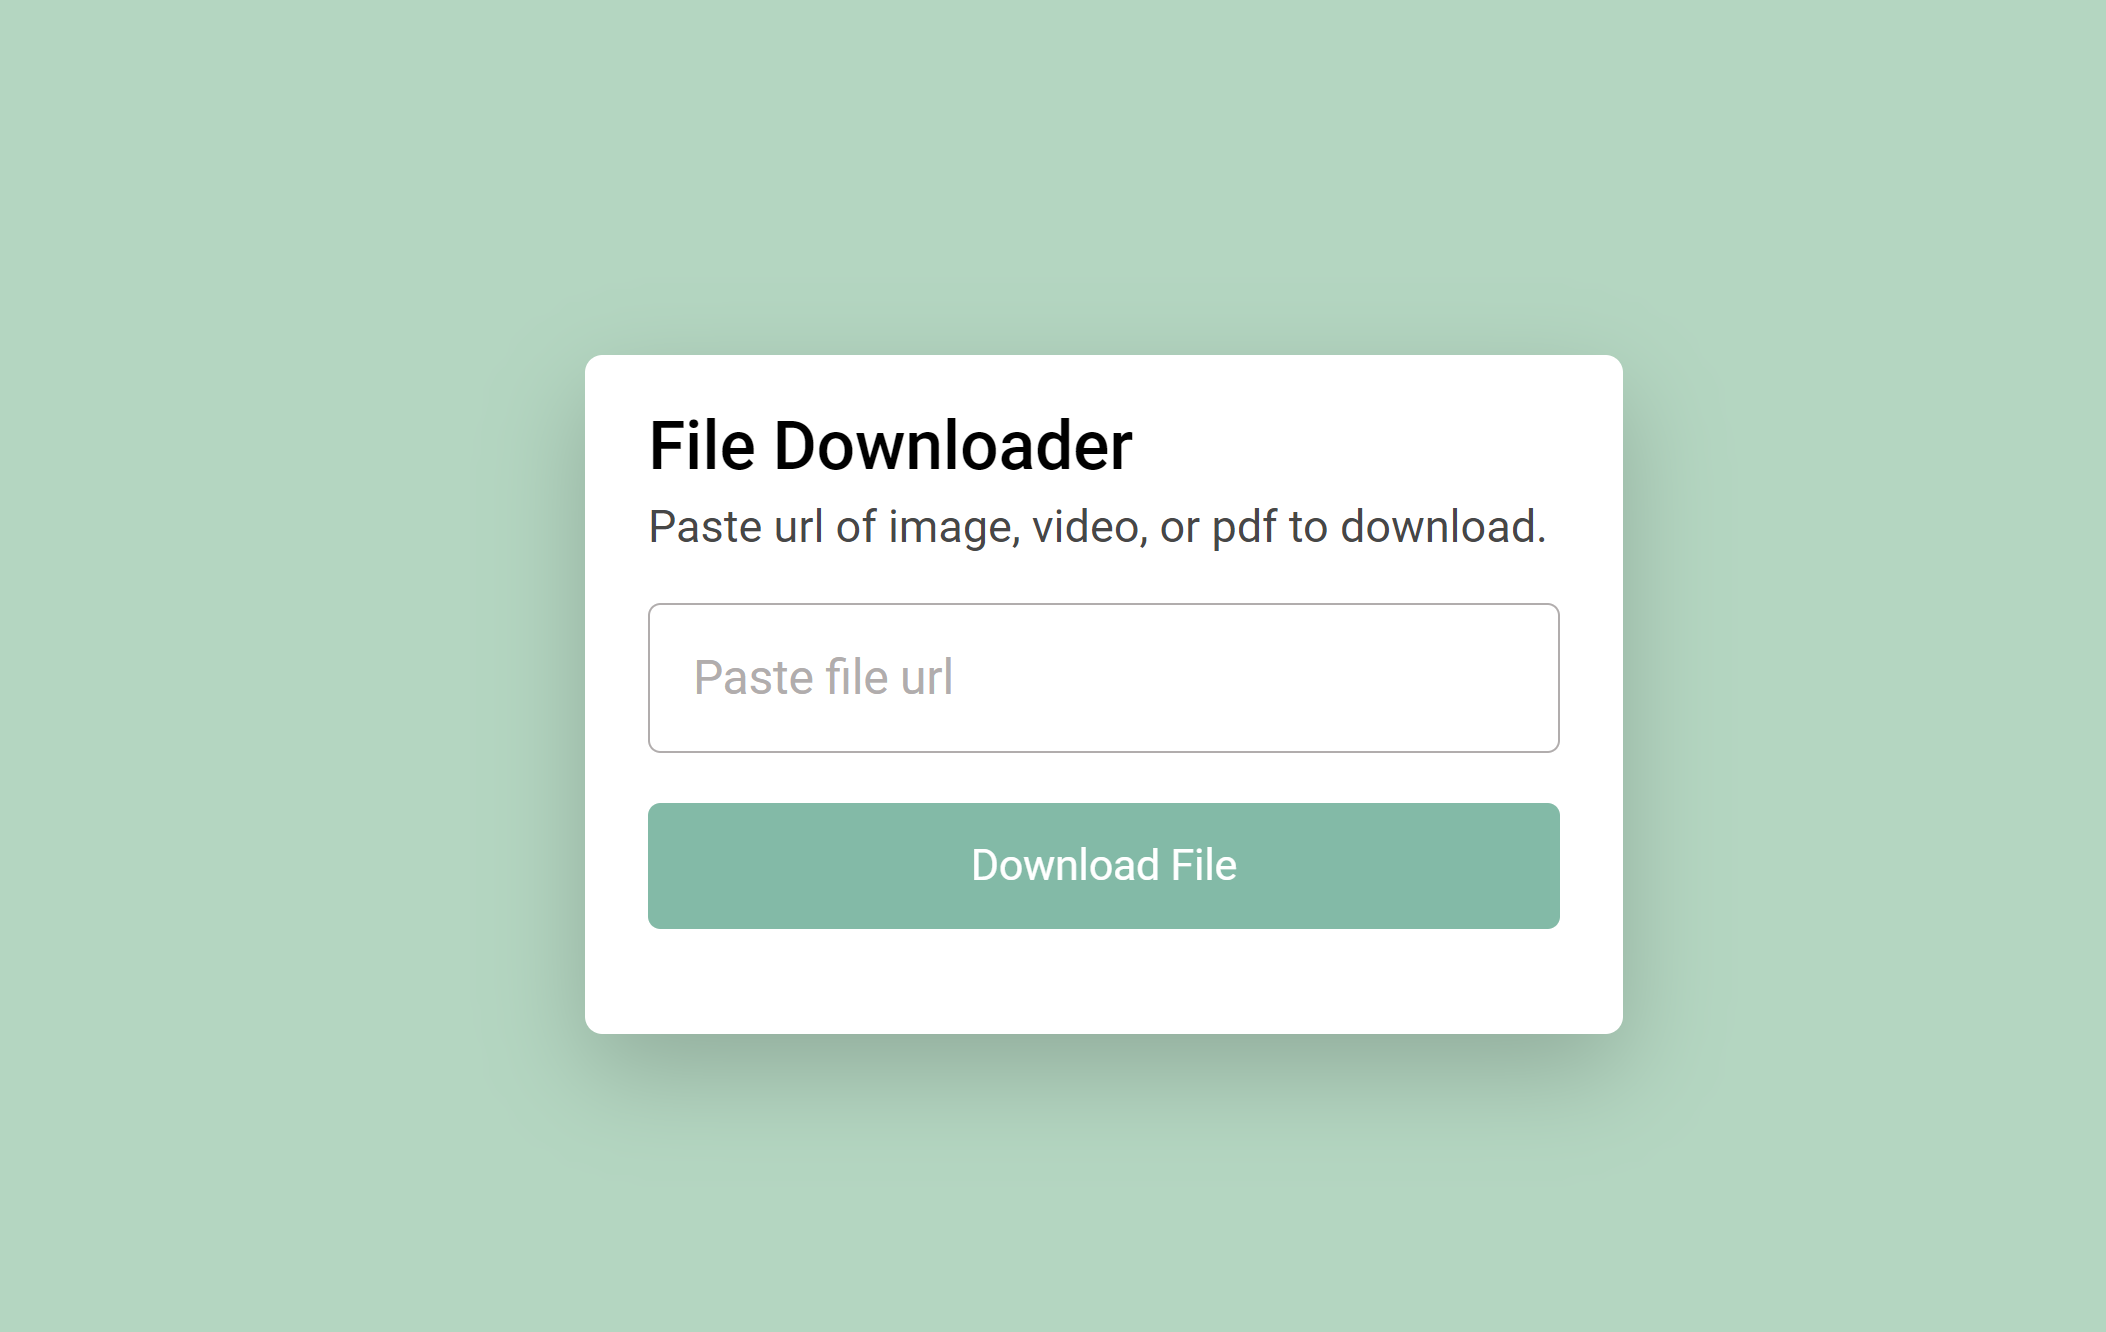 File Downloader
Paste url of image, video, or pdf to download.
Paste file url
Download File